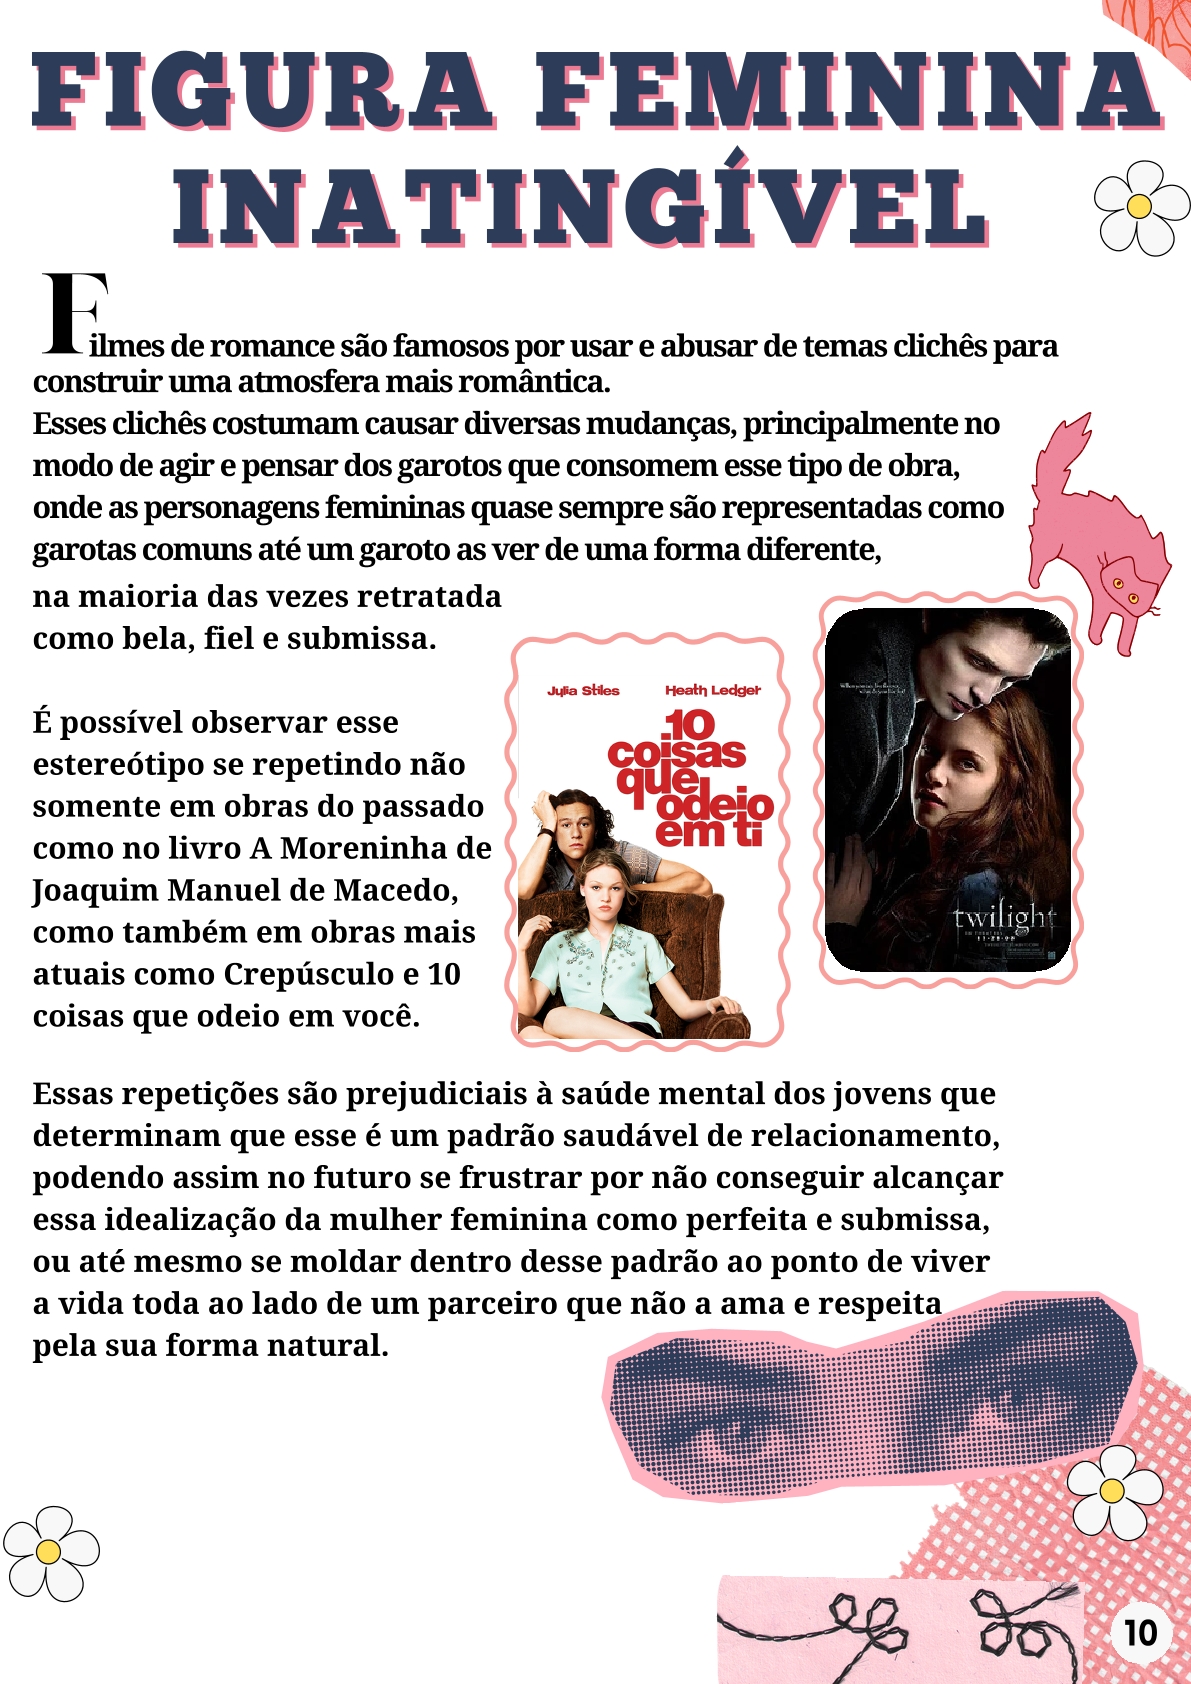 FIGURA FEMININA
INATINGÍVEL
Filmes de romance são famosos por usar e abusar de temas clichês para
construir uma atmosfera mais romântica.
Esses clichês costumam causar diversas mudanças, principalmente no
modo de agir e pensar dos garotos que consomem esse tipo de obra,
onde as personagens femininas quase sempre são representadas como
garotas comuns até um garoto as ver de uma forma diferente,
na maioria das vezes retratada
como bela, fiel e submissa.
É possível observar esse
estereótipo se repetindo não
somente em obras do passado
como no livro A Moreninha de
Joaquim Manuel de Macedo,
como também em obras mais
atuais como Crepúsculo e 10
coisas que odeio em você.
Julia Stiles Heath Ledger
10
coisas
que
odeio
em ti
twilight
Essas repetições são prejudiciais à saúde mental dos jovens que
determinam que esse é um padrão saudável de relacionamento,
podendo assim no futuro se frustrar por não conseguir alcançar
essa idealização da mulher feminina como perfeita e submissa,
ou até mesmo se moldar dentro desse padrão ao ponto de viver
a vida toda ao lado de um parceiro que não a ama e respeita
pela sua forma natural.
10